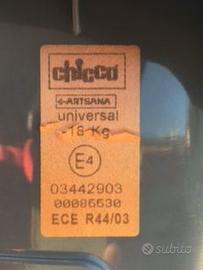 chicco
ARTSANA
universal
-18 Kg
E4
03442903
00086530
ECE R44/03
subito